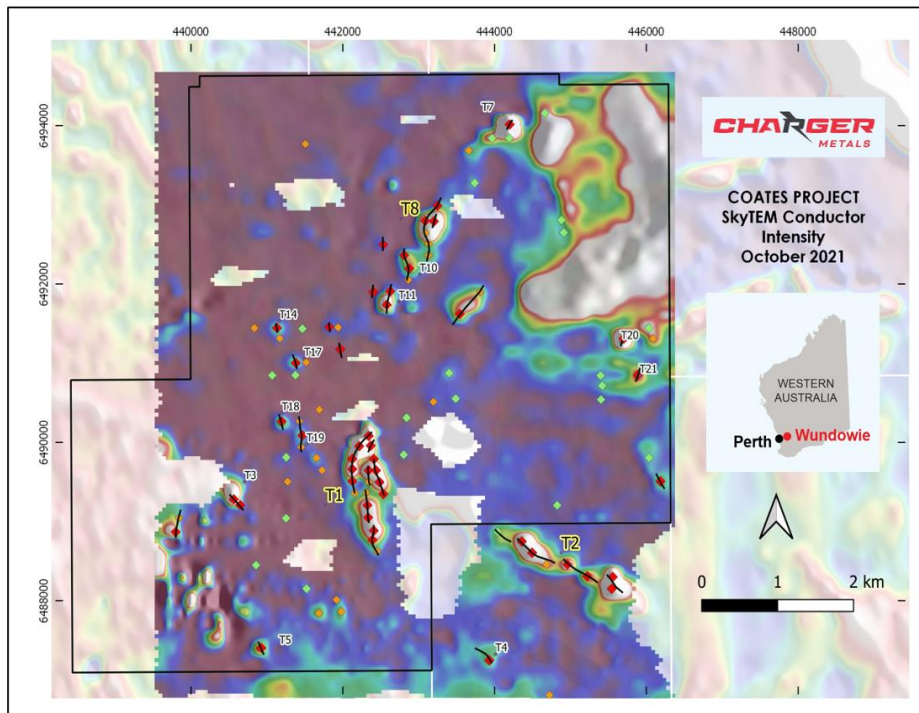 440000 442000 444000 446000 448000
6494000
6492000
6490000
6488000
T7
T8
T10
T11
T14
T17
T18
T19
T1
T3
T2
T4
T5
T20
T21
CHARGER
METALS
COATES PROJECT
SkyTEM Conductor
Intensity
October 2021
WESTERN
AUSTRALIA
Perth Wundowie
0 1 2 km